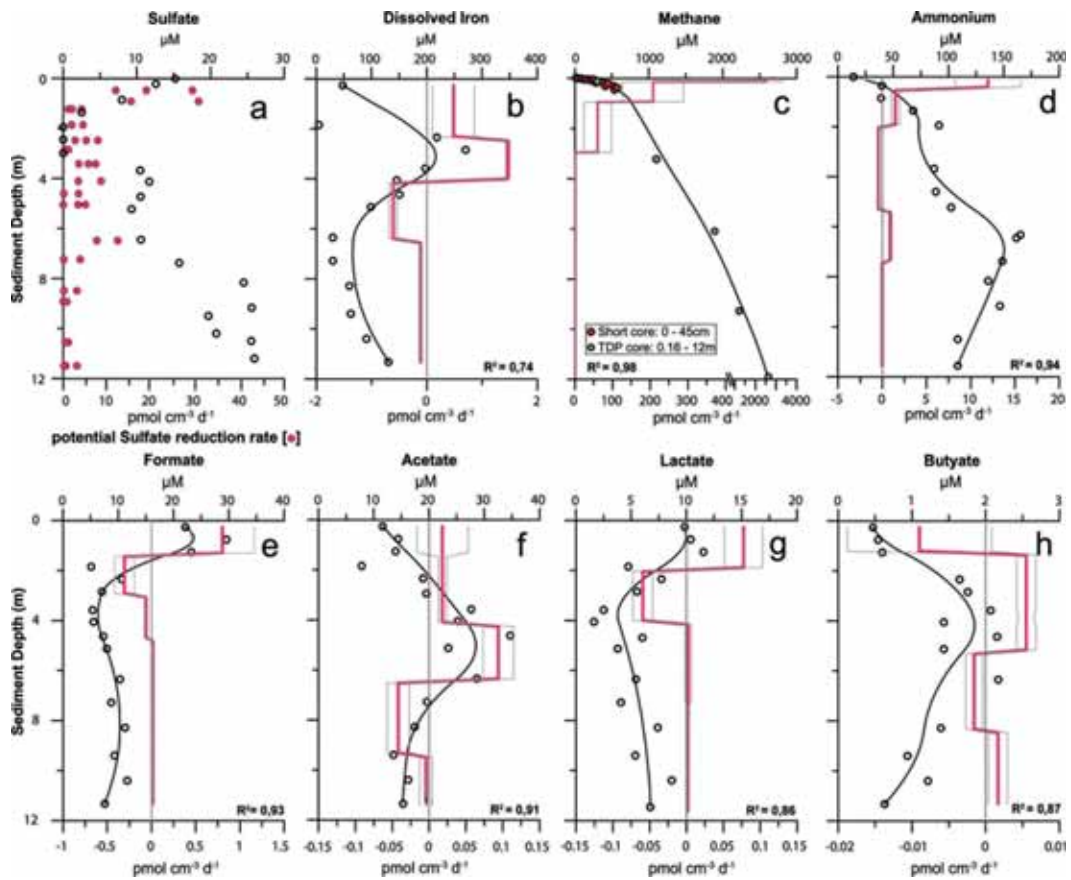 Sulfate Dissolved Iron Methane Ammonium
µM µM µM µM
0 10 20 30 0 100 200 300 400 0 1000 2000 0 50 100 150 200
0
4
8
12
Sediment Depth (m)
a b c d
Short core: 0 - 45cm
TDP core: 0.16 - 12m
R² = 0,74 R² = 0,98 R² = 0,94
0 10 20 30 40 50 -2 -1 0 1 2 0 100 200 300 400 2000 4000 -5 0 5 10 15 20
pmol cm⁻³ d⁻¹ pmol cm⁻³ d⁻¹ pmol cm⁻³ d⁻¹ pmol cm⁻³ d⁻¹
potential Sulfate reduction rate [●]
Formate Acetate Lactate Butyate
µM µM µM µM
0 10 20 30 40 0 10 20 30 40 0 5 10 15 20 0 1 2 3
0
4
8
12
Sediment Depth (m)
e f g h
R² = 0,93 R² = 0,91 R² = 0,86 R² = 0,87
-1 -0.5 0 0.5 1 1.5 -0.15 -0.1 -0.05 0 0.05 0.1 0.15 -0.15 -0.1 -0.05 0 0.05 0.1 0.15 -0.02 -0.01 0 0.01
pmol cm⁻³ d⁻¹ pmol cm⁻³ d⁻¹ pmol cm⁻³ d⁻¹ pmol cm⁻³ d⁻¹